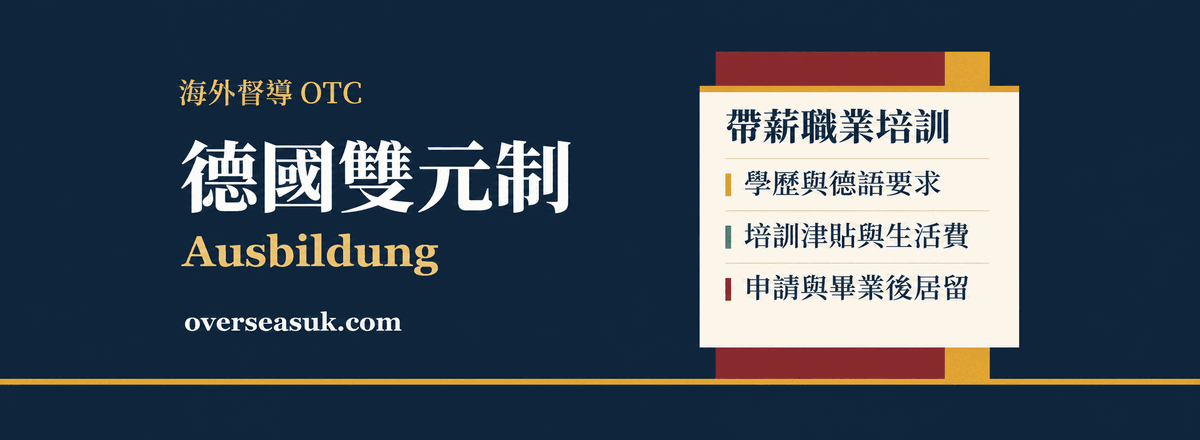 海外督導 OTC
德國雙元制
Ausbildung
overseasuk.com
帶薪職業培訓
學歷與德語要求
培訓津貼與生活費
申請與畢業後居留